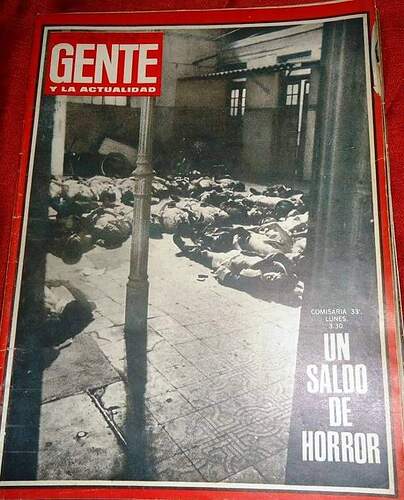 GENTE
Y LA ACTUALIDAD
COMISARIA 33ª.
LUNES.
3.30.
UN
SALDO
DE
HORROR